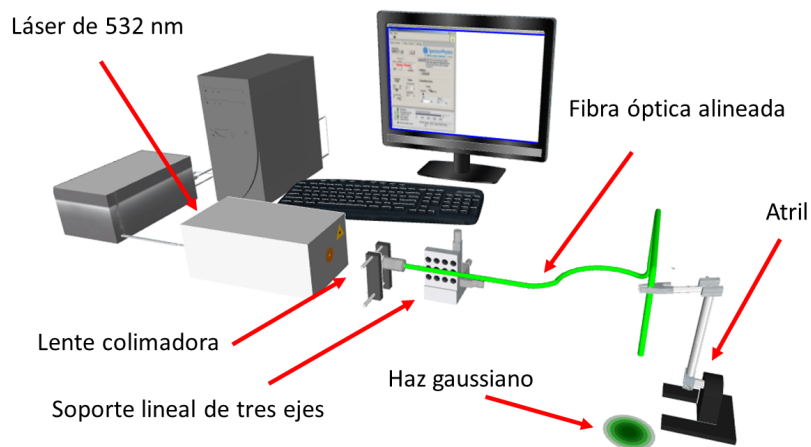 Láser de 532 nm
Fibra óptica alineada
Atril
Lente colimadora
Haz gaussiano
Soporte lineal de tres ejes